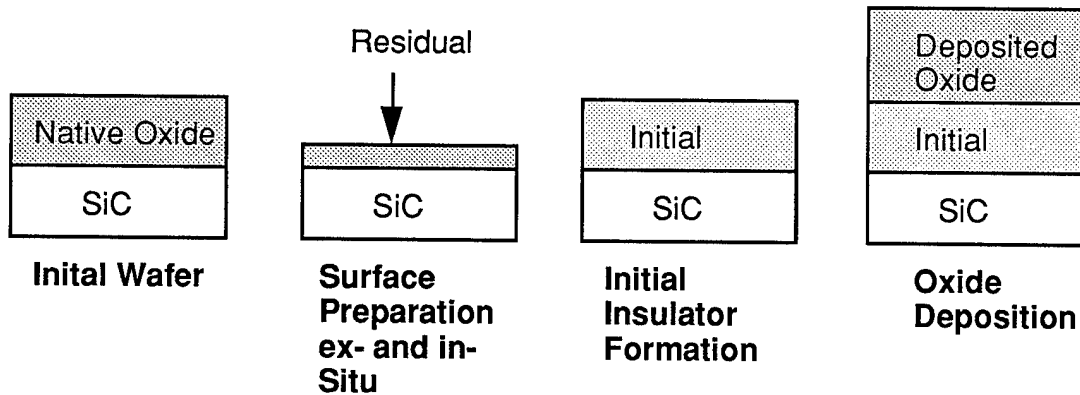 Native Oxide
SiC
Inital Wafer
Residual
SiC
Surface
Preparation
ex- and in-
Situ
Initial
SiC
Initial
Insulator
Formation
Deposited
Oxide
Initial
SiC
Oxide
Deposition